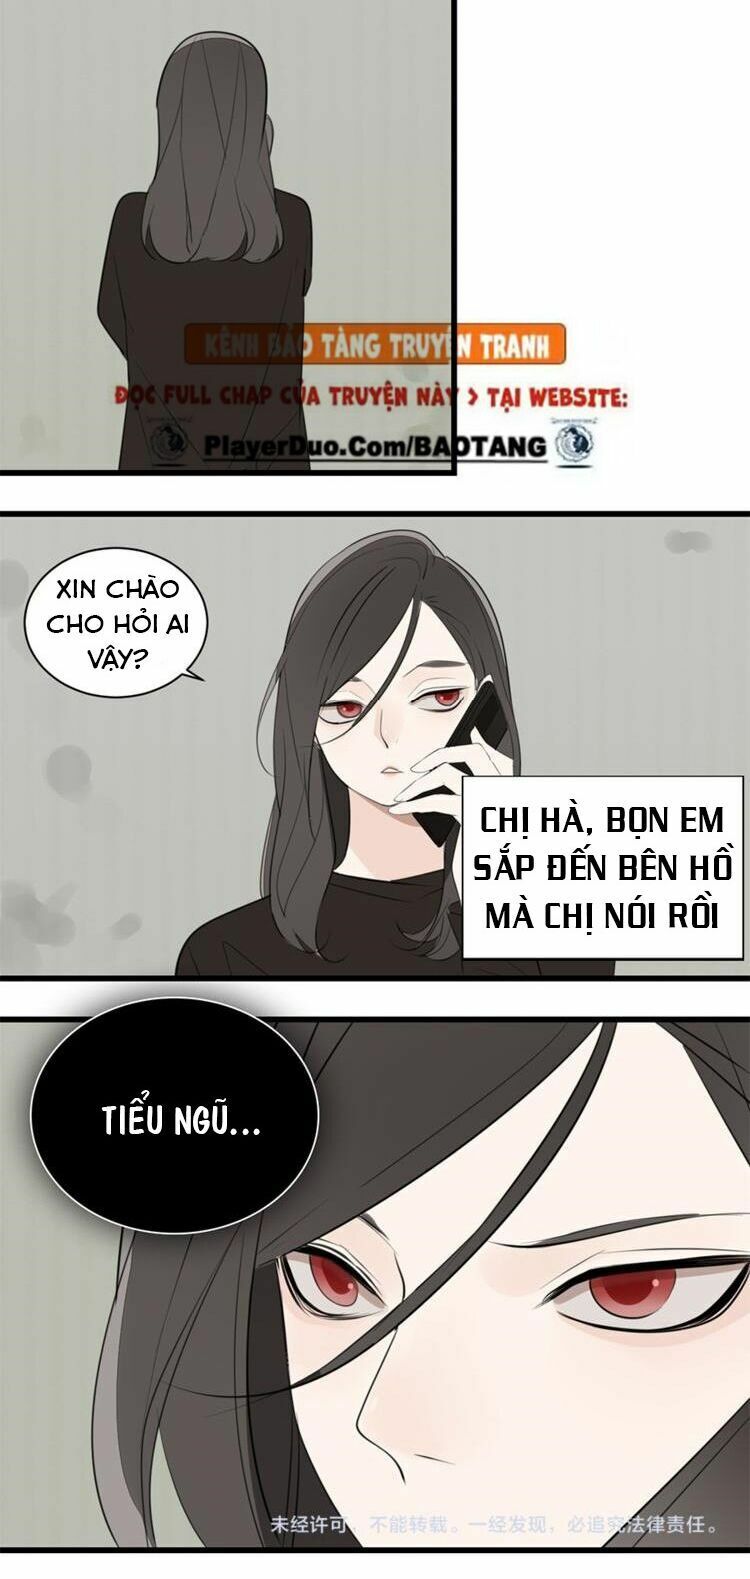 KÊNH BẢO TÀNG TRUYỆN TRANH
ĐỌC FULL CHAP CỦA TRUYỆN NÀY > TẠI WEBSITE:
PlayerDuo.Com/BAOTANG
XIN CHÀO
CHO HỎI AI
VẬY?
CHỊ HÀ, BỌN EM
SẮP ĐẾN BÊN HỒ
MÀ CHỊ NÓI RỒI
TIỂU NGŨ...
未经许可，不能转载。一经发现，必追究法律责任。